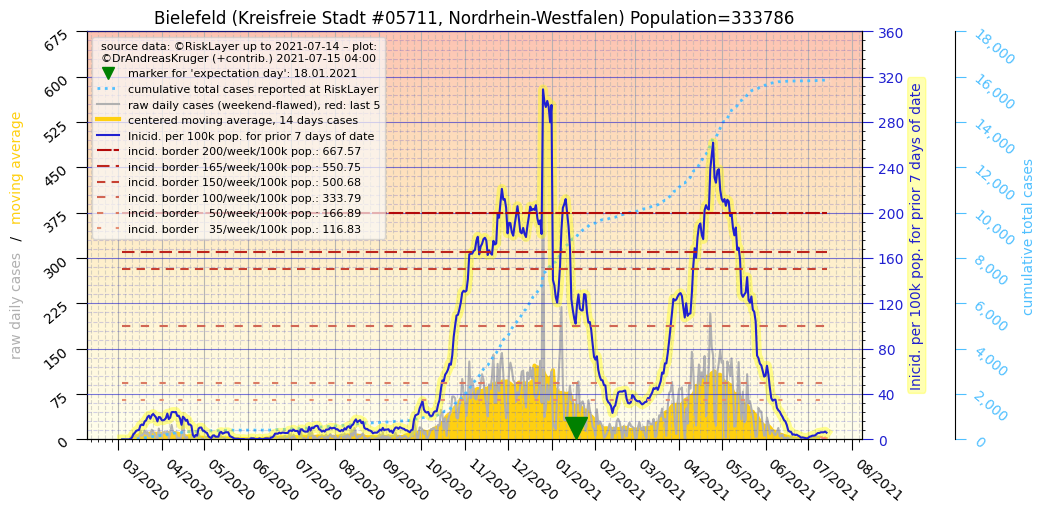 Bielefeld (Kreisfreie Stadt #05711, Nordrhein-Westfalen) Population=333786
source data: ©RiskLayer up to 2021-07-14 – plot:
©DrAndreasKruger (+contrib.) 2021-07-15 04:00
marker for 'expectation day': 18.01.2021
cumulative total cases reported at RiskLayer
raw daily cases (weekend-flawed), red: last 5
centered moving average, 14 days cases
Inicid. per 100k pop. for prior 7 days of date
incid. border 200/week/100k pop.: 667.57
incid. border 165/week/100k pop.: 550.75
incid. border 150/week/100k pop.: 500.68
incid. border 100/week/100k pop.: 333.79
incid. border 50/week/100k pop.: 166.89
incid. border 35/week/100k pop.: 116.83
raw daily cases / moving average
675
600
525
450
375
300
225
150
75
0
03/2020
04/2020
05/2020
06/2020
07/2020
08/2020
09/2020
10/2020
11/2020
12/2020
01/2021
02/2021
03/2021
04/2021
05/2021
06/2021
07/2021
08/2021
360
320
280
240
200
160
120
80
40
0
Inicid. per 100k pop. for prior 7 days of date
18,000
16,000
14,000
12,000
10,000
8,000
6,000
4,000
2,000
0
cumulative total cases